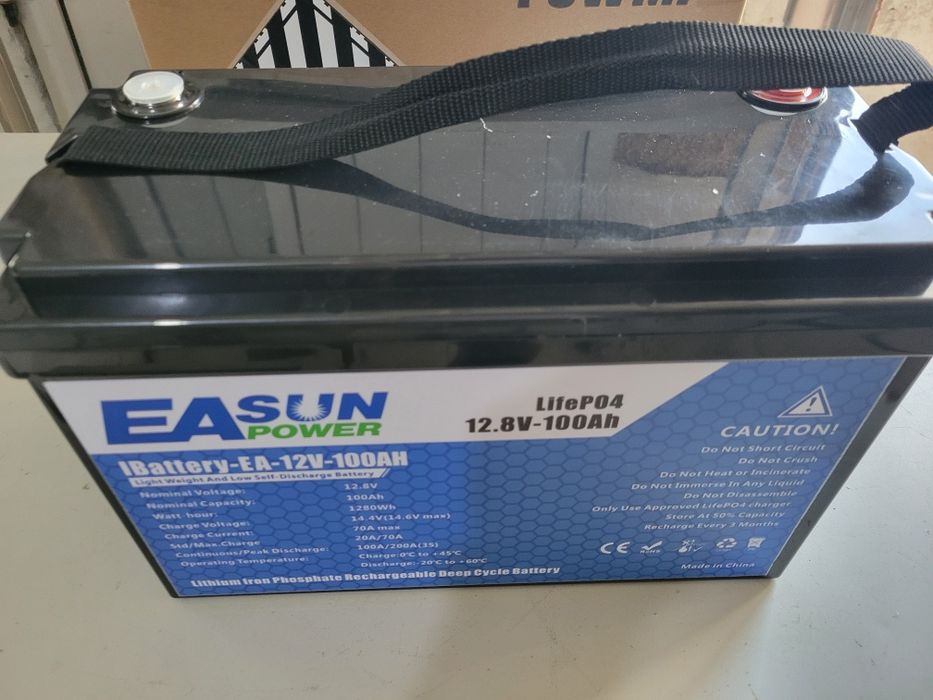 EASUN
POWER
LifePO4
12.8V-100Ah
IBattery-EA-12V-100AH
Light Weight And Low Self-Discharge Battery
Nominal Voltage: 12.8V
Nominal Capacity: 100Ah
Watt-hour: 1280Wh
Charge Voltage: 14.4V(14.6V max)
Charge Current: 70A max
Std/Max.Charge 20A/70A
Continuous/Peak Discharge: 100A/200A(3S)
Operating Temperature: Charge:0℃ to +45℃
Discharge:-20℃ to +60℃
Lithium Iron Phosphate Rechargeable Deep Cycle Battery
CAUTION!
Do Not Short Circuit
Do Not Crush
Do Not Heat or Incinerate
Do Not Immerse In Any Liquid
Do Not Disassemble
Only Use Approved LifePO4 charger
Store At 50% Capacity
Recharge Every 3 Months
CE RoHS
Made in China